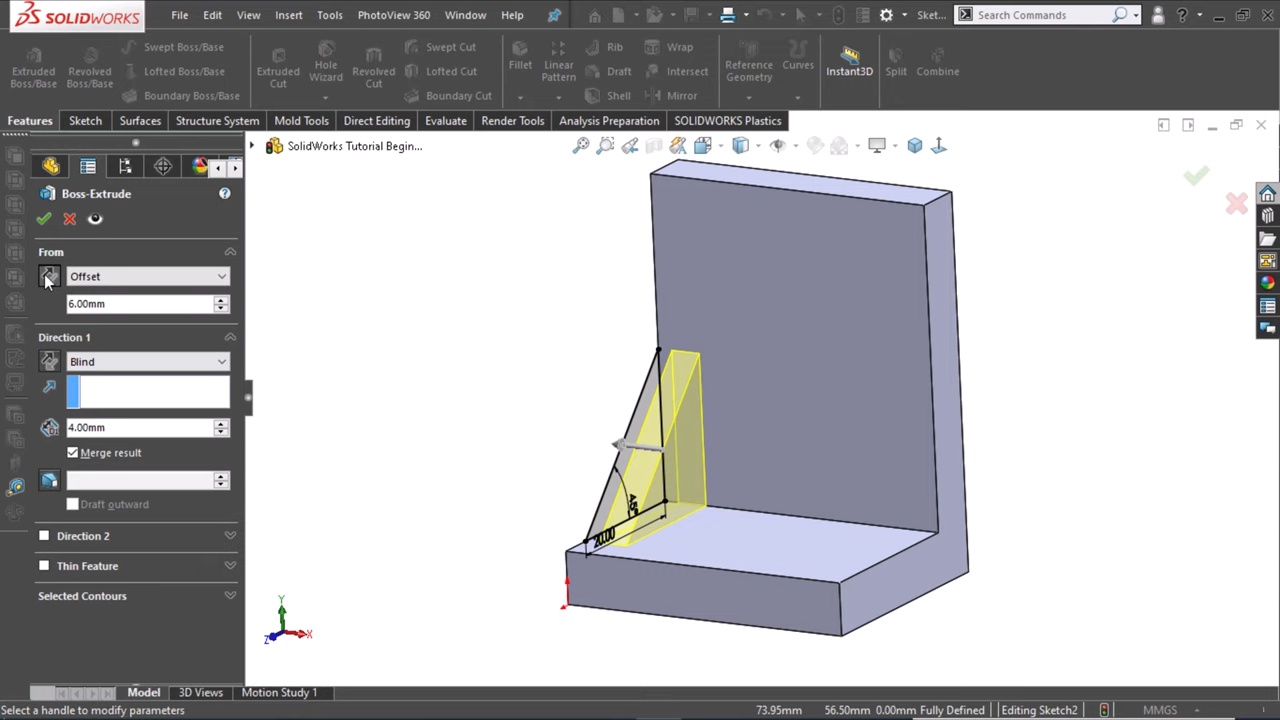 SOLIDWORKS File Edit View Insert Tools PhotoView 360 Window Help Sket... Search Commands ?
Extruded Boss/Base
Revolved Boss/Base
Swept Boss/Base
Lofted Boss/Base
Boundary Boss/Base
Extruded Cut
Hole Wizard
Revolved Cut
Swept Cut
Lofted Cut
Boundary Cut
Fillet
Linear Pattern
Rib
Draft
Shell
Wrap
Intersect
Mirror
Reference Geometry
Curves
Instant3D
Split
Combine
Features Sketch Surfaces Structure System Mold Tools Direct Editing Evaluate Render Tools Analysis Preparation SOLIDWORKS Plastics
SolidWorks Tutorial Begin...
Boss-Extrude
From
Offset
6.00mm
Direction 1
Blind
4.00mm
Merge result
Draft outward
Direction 2
Thin Feature
Selected Contours
45°
20.00
Y
Z
X
Model 3D Views Motion Study 1
Select a handle to modify parameters 73.95mm 56.50mm 0.00mm Fully Defined Editing Sketch2 MMGS